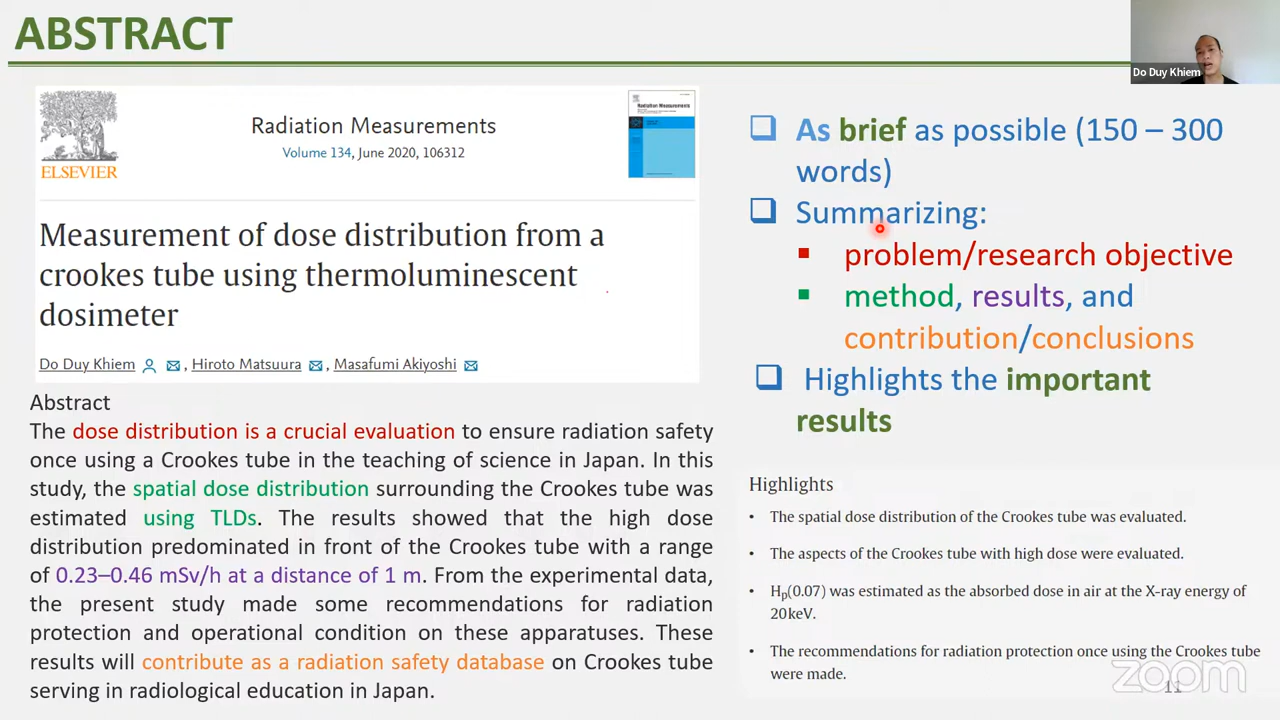 ABSTRACT
Do Duy Khiem
ELSEVIER
Radiation Measurements
Volume 134, June 2020, 106312
Radiation Measurements
Measurement of dose distribution from a
crookes tube using thermoluminescent
dosimeter
Do Duy Khiem , Hiroto Matsuura , Masafumi Akiyoshi
Abstract
The dose distribution is a crucial evaluation to ensure radiation safety
once using a Crookes tube in the teaching of science in Japan. In this
study, the spatial dose distribution surrounding the Crookes tube was
estimated using TLDs. The results showed that the high dose
distribution predominated in front of the Crookes tube with a range
of 0.23–0.46 mSv/h at a distance of 1 m. From the experimental data,
the present study made some recommendations for radiation
protection and operational condition on these apparatuses. These
results will contribute as a radiation safety database on Crookes tube
serving in radiological education in Japan.
❑ As brief as possible (150 – 300
words)
❑ Summarizing:
▪ problem/research objective
▪ method, results, and
contribution/conclusions
❑ Highlights the important
results
Highlights
• The spatial dose distribution of the Crookes tube was evaluated.
• The aspects of the Crookes tube with high dose were evaluated.
• Hp(0.07) was estimated as the absorbed dose in air at the X-ray energy of
20 keV.
• The recommendations for radiation protection once using the Crookes tube
were made.
zoom
11